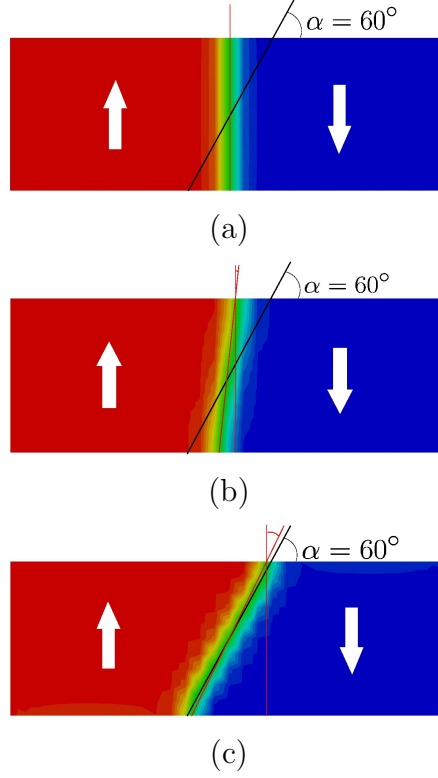 α = 60°
(a)
α = 60°
(b)
α = 60°
(c)